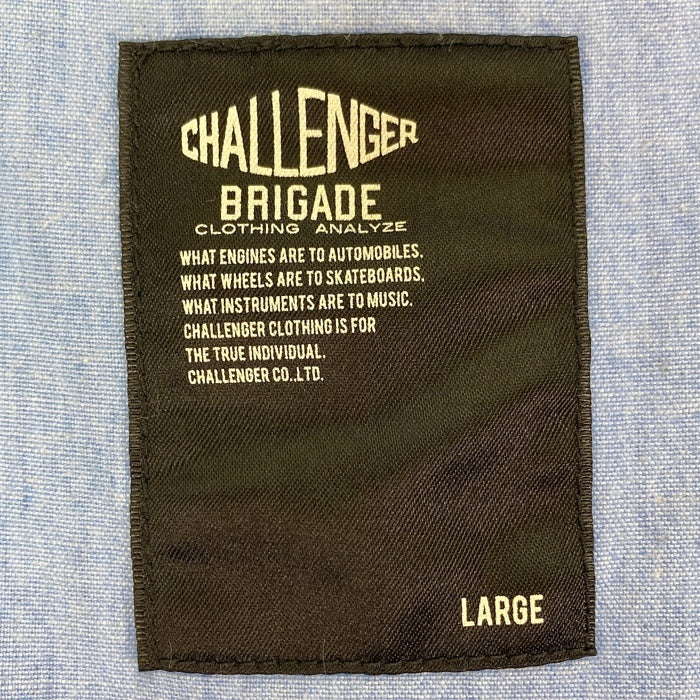 CHALLENGER
BRIGADE
CLOTHING ANALYZE
WHAT ENGINES ARE TO AUTOMOBILES.
WHAT WHEELS ARE TO SKATEBOARDS.
WHAT INSTRUMENTS ARE TO MUSIC.
CHALLENGER CLOTHING IS FOR
THE TRUE INDIVIDUAL.
CHALLENGER CO.,LTD.
LARGE